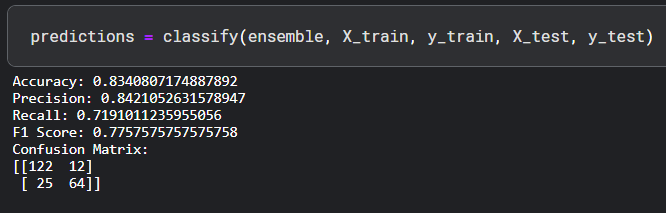 predictions = classify(ensemble, X_train, y_train, X_test, y_test)
Accuracy: 0.8340807174887892
Precision: 0.8421052631578947
Recall: 0.7191011235955056
F1 Score: 0.7757575757575758
Confusion Matrix:
[[122  12]
 [ 25  64]]